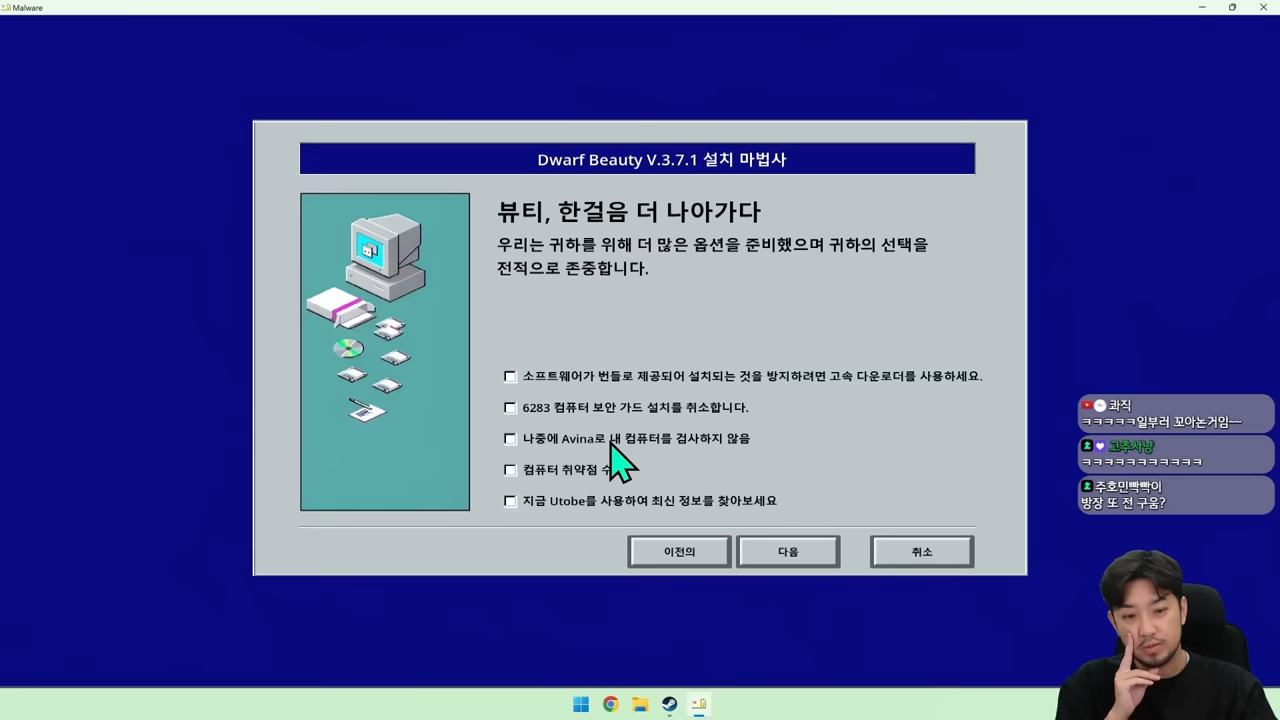 Malware
Dwarf Beauty V.3.7.1 설치 마법사
뷰티, 한걸음 더 나아가다
우리는 귀하를 위해 더 많은 옵션을 준비했으며 귀하의 선택을
전적으로 존중합니다.
소프트웨어가 번들로 제공되어 설치되는 것을 방지하려면 고속 다운로더를 사용하세요.
6283 컴퓨터 보안 가드 설치를 취소합니다.
나중에 Avina로 내 컴퓨터를 검사하지 않음
컴퓨터 취약점
지금 Utobe를 사용하여 최신 정보를 찾아보세요
이전의
다음
취소
콰직
ㅋㅋㅋㅋㅋ일부러 꼬아논거임~~
고추사냥
ㅋㅋㅋㅋㅋㅋㅋㅋㅋㅋㅋ
주호민빡빡이
방장 또 전 구움?